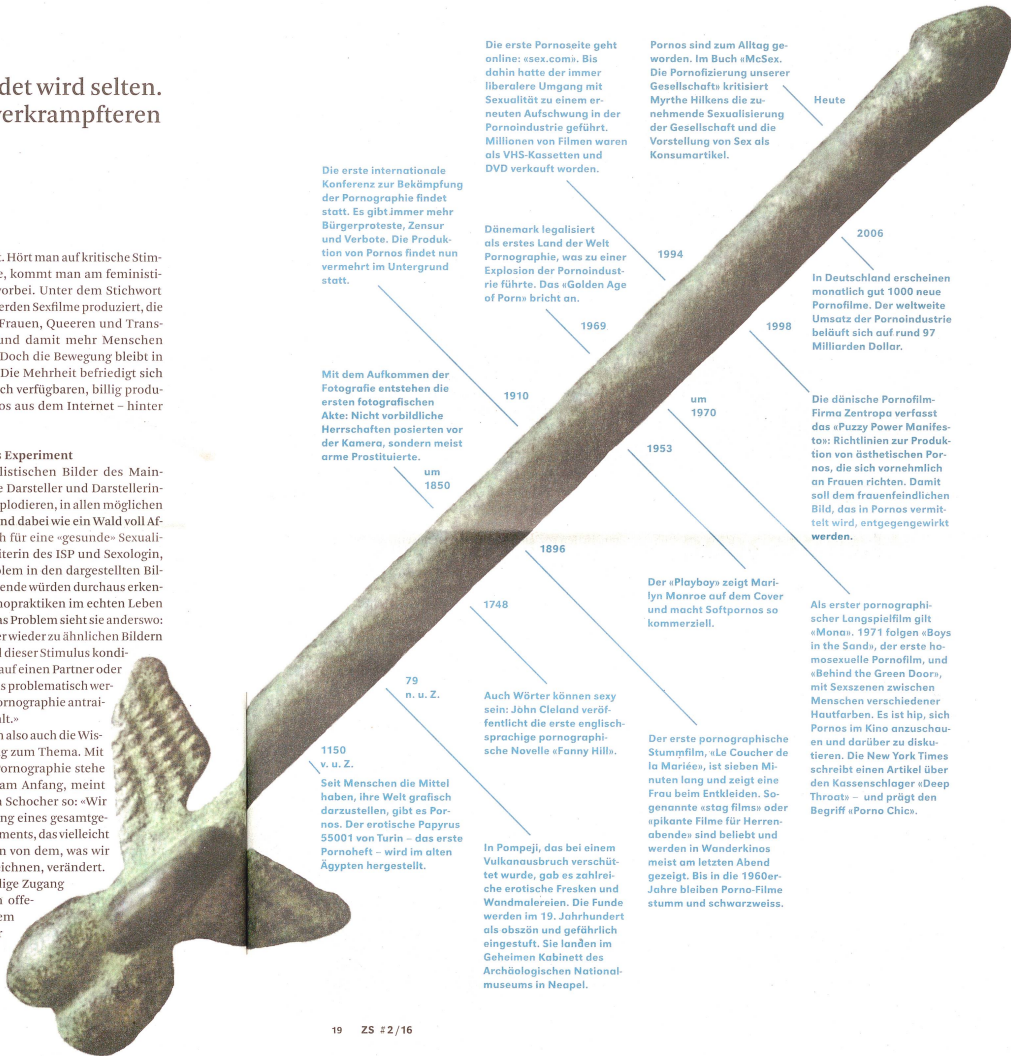 det wird selten.
verkrampfteren
t. Hört man auf kritische Stim-
e, kommt man am feministi-
vorbei. Unter dem Stichwort
erden Sexfilme produziert, die
Frauen, Queeren und Trans-
und damit mehr Menschen
Doch die Bewegung bleibt in
Die Mehrheit befriedigt sich
ch verfügbaren, billig produ-
os aus dem Internet – hinter
s Experiment
listischen Bilder des Main-
e Darsteller und Darstellerin-
plodieren, in allen möglichen
nd dabei wie ein Wald voll Af-
h für eine «gesunde» Sexuali-
iterin des ISP und Sexologin,
lem in den dargestellten Bil-
ende würden durchaus erken-
nopraktiken im echten Leben
as Problem sieht sie anderswo:
er wieder zu ähnlichen Bildern
d dieser Stimulus kondi-
auf einen Partner oder
s problematisch wer-
ornographie antrai-
lt.»
n also auch die Wis-
g zum Thema. Mit
ornographie stehe
am Anfang, meint
n Schocher so: «Wir
ng eines gesamtge-
ments, das vielleicht
n von dem, was wir
eichnen, verändert.
dige Zugang
n offe-
em
r
1150
v. u. Z.
Seit Menschen die Mittel
haben, ihre Welt grafisch
darzustellen, gibt es Por-
nos. Der erotische Papyrus
55001 von Turin – das erste
Pornoheft – wird im alten
Ägypten hergestellt.
79
n. u. Z.
In Pompeji, das bei einem
Vulkanausbruch verschüt-
tet wurde, gab es zahlrei-
che erotische Fresken und
Wandmalereien. Die Funde
werden im 19. Jahrhundert
als obszön und gefährlich
eingestuft. Sie landen im
Geheimen Kabinett des
Archäologischen National-
museums in Neapel.
1748
Auch Wörter können sexy
sein: John Cleland veröf-
fentlicht die erste englisch-
sprachige pornographi-
sche Novelle «Fanny Hill».
um
1850
Mit dem Aufkommen der
Fotografie entstehen die
ersten fotografischen
Akte: Nicht vorbildliche
Herrschaften posierten vor
der Kamera, sondern meist
arme Prostituierte.
1896
Der erste pornographische
Stummfilm, «Le Coucher de
la Mariée», ist sieben Mi-
nuten lang und zeigt eine
Frau beim Entkleiden. So-
genannte «stag films» oder
«pikante Filme für Herren-
abende» sind beliebt und
werden in Wanderkinos
meist am letzten Abend
gezeigt. Bis in die 1960er-
Jahre bleiben Porno-Filme
stumm und schwarzweiss.
1910
Die erste internationale
Konferenz zur Bekämpfung
der Pornographie findet
statt. Es gibt immer mehr
Bürgerproteste, Zensur
und Verbote. Die Produk-
tion von Pornos findet nun
vermehrt im Untergrund
statt.
1953
Der «Playboy» zeigt Mari-
lyn Monroe auf dem Cover
und macht Softpornos so
kommerziell.
1969
Dänemark legalisiert
als erstes Land der Welt
Pornographie, was zu einer
Explosion der Pornoindust-
rie führte. Das «Golden Age
of Porn» bricht an.
um
1970
Als erster pornographi-
scher Langspielfilm gilt
«Mona». 1971 folgen «Boys
in the Sand», der erste ho-
mosexuelle Pornofilm, und
«Behind the Green Door»,
mit Sexszenen zwischen
Menschen verschiedener
Hautfarben. Es ist hip, sich
Pornos im Kino anzuschau-
en und darüber zu disku-
tieren. Die New York Times
schreibt einen Artikel über
den Kassenschlager «Deep
Throat» – und prägt den
Begriff «Porno Chic».
1994
Die erste Pornoseite geht
online: «sex.com». Bis
dahin hatte der immer
liberalere Umgang mit
Sexualität zu einem er-
neuten Aufschwung in der
Pornoindustrie geführt.
Millionen von Filmen waren
als VHS-Kassetten und
DVD verkauft worden.
1998
Die dänische Pornofilm-
Firma Zentropa verfasst
das «Puzzy Power Manifes-
to»: Richtlinien zur Produk-
tion von ästhetischen Por-
nos, die sich vornehmlich
an Frauen richten. Damit
soll dem frauenfeindlichen
Bild, das in Pornos vermit-
telt wird, entgegengewirkt
werden.
2006
In Deutschland erscheinen
monatlich gut 1000 neue
Pornofilme. Der weltweite
Umsatz der Pornoindustrie
beläuft sich auf rund 97
Milliarden Dollar.
Heute
Pornos sind zum Alltag ge-
worden. Im Buch «McSex.
Die Pornofizierung unserer
Gesellschaft» kritisiert
Myrthe Hilkens die zu-
nehmende Sexualisierung
der Gesellschaft und die
Vorstellung von Sex als
Konsumartikel.
19 ZS #2/16